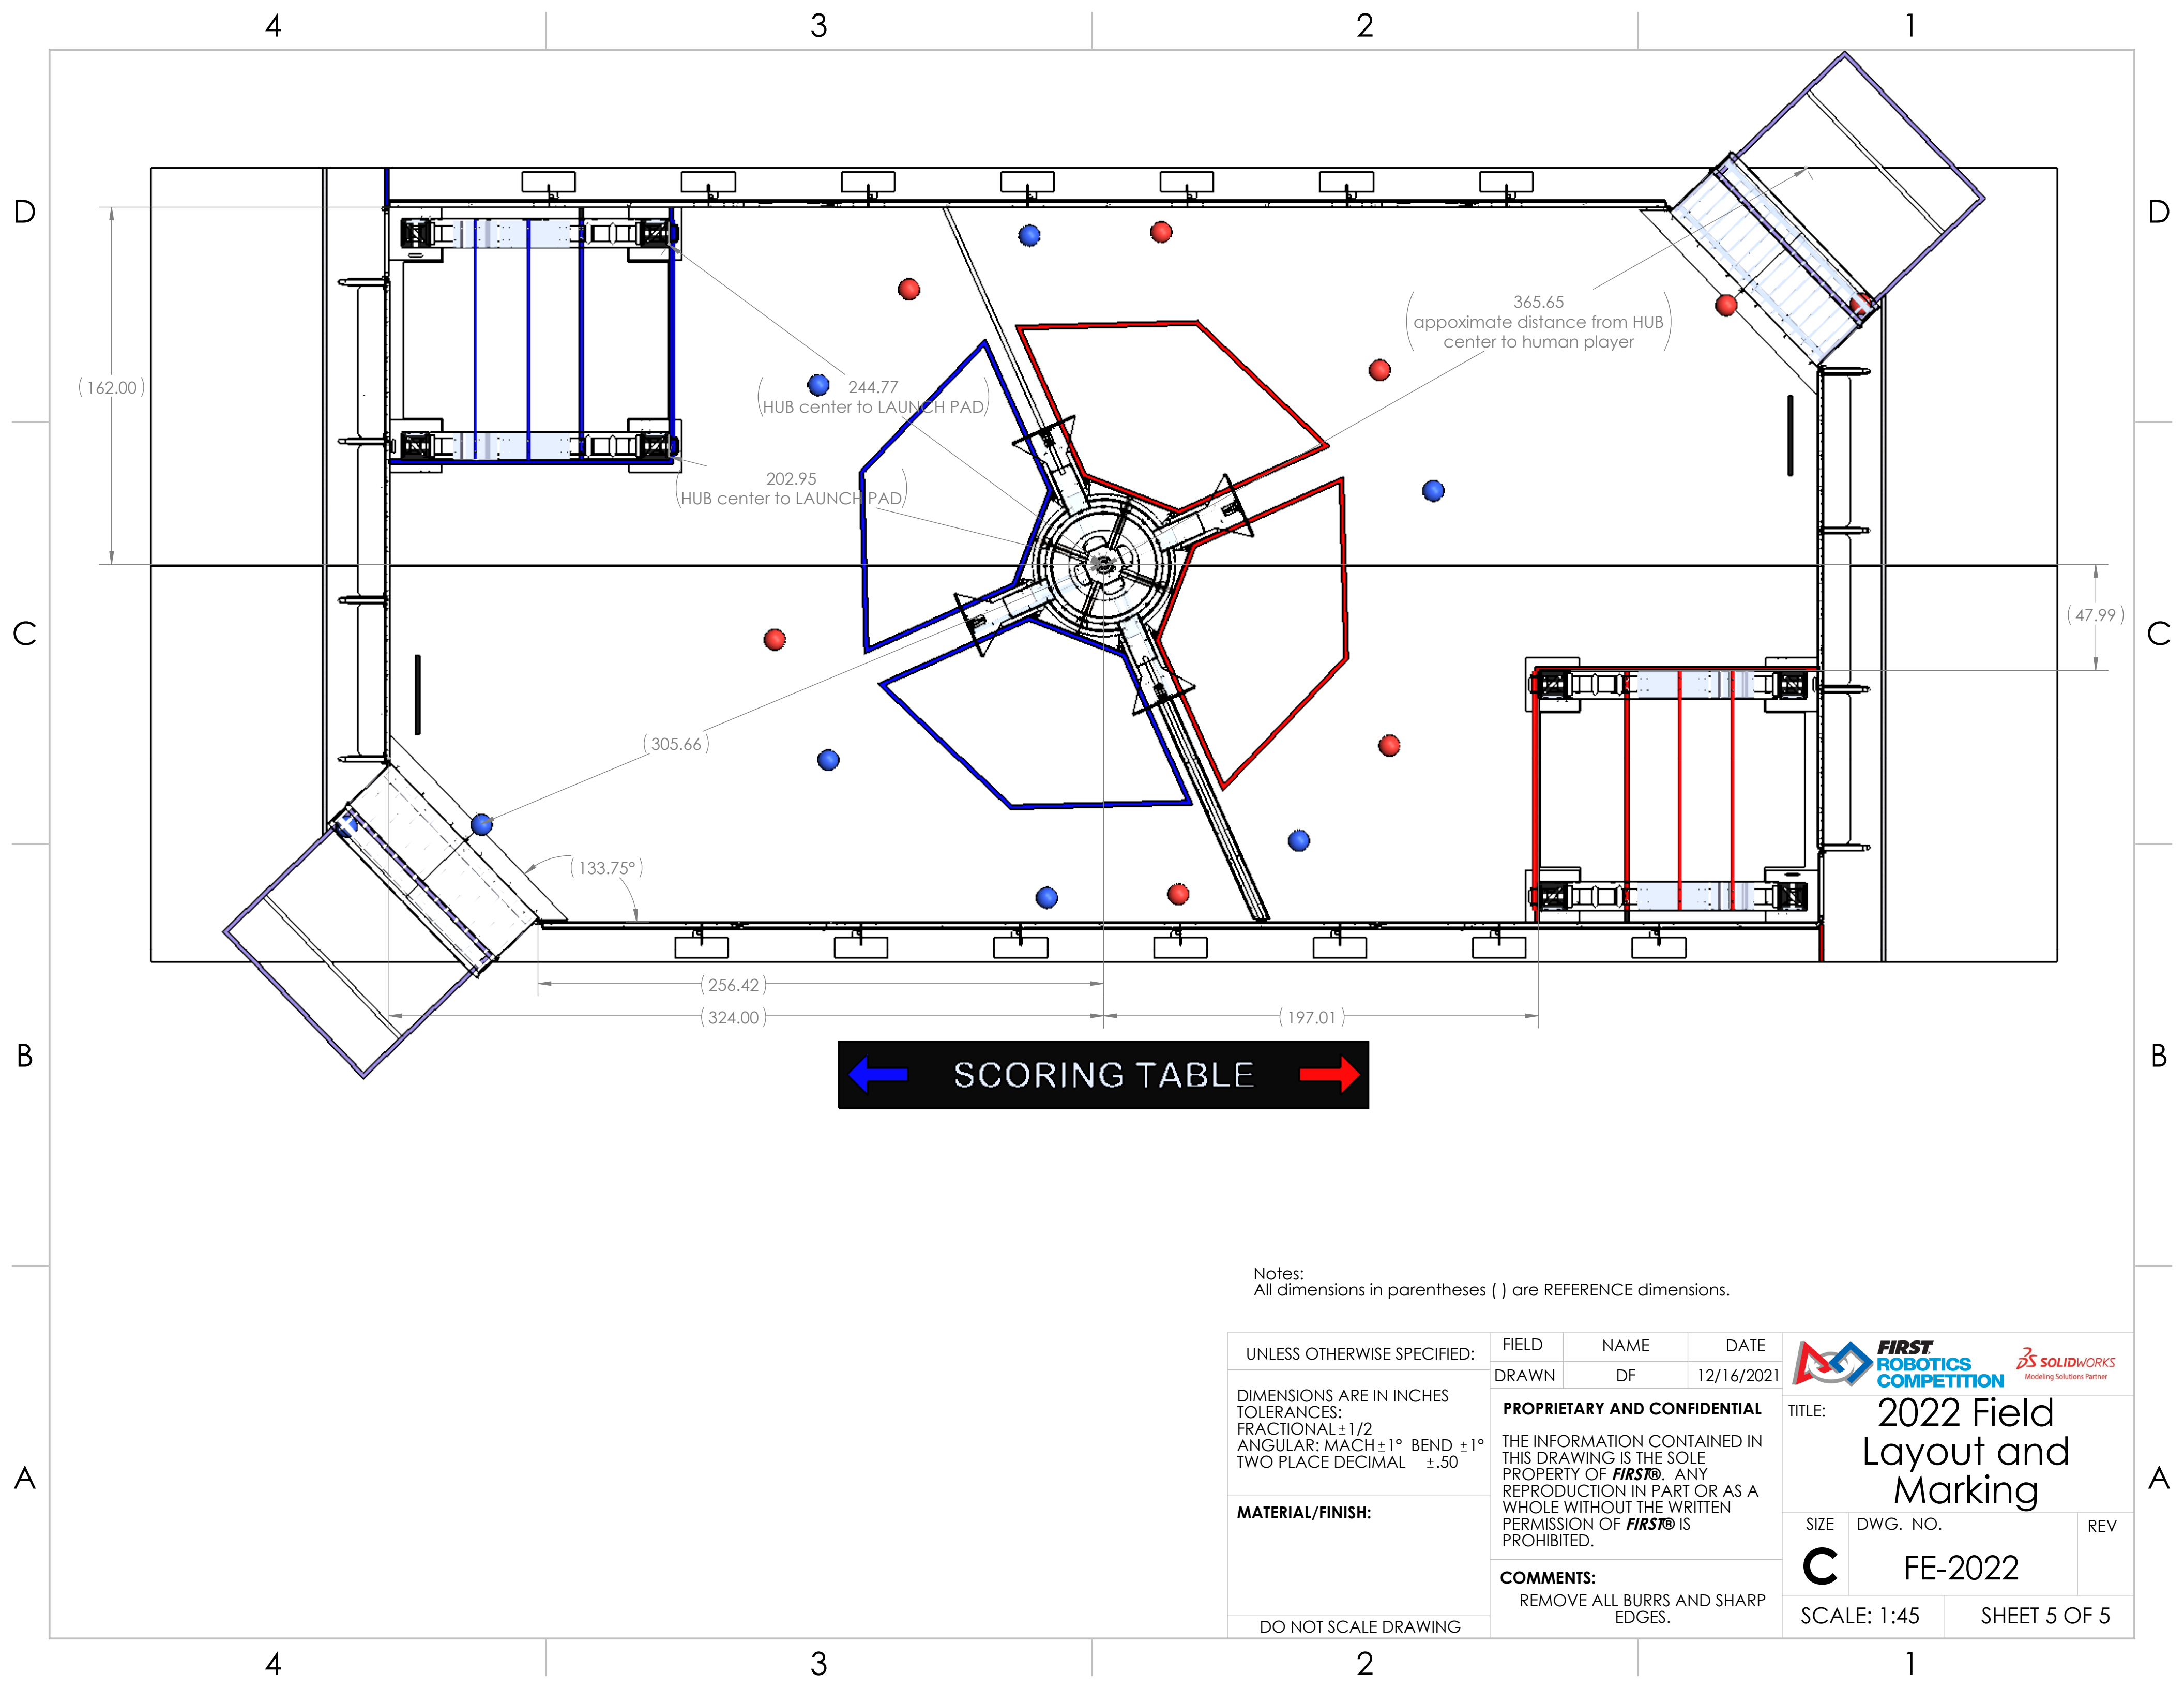 4 3 2 1
D D
(162.00)
365.65
appoximate distance from HUB
center to human player
244.77
(HUB center to LAUNCH PAD)
202.95
(HUB center to LAUNCH PAD)
C C
(47.99)
(305.66)
(133.75°)
(256.42)
(324.00)
(197.01)
B B
SCORING TABLE
Notes:
All dimensions in parentheses ( ) are REFERENCE dimensions.
UNLESS OTHERWISE SPECIFIED:
DIMENSIONS ARE IN INCHES
TOLERANCES:
FRACTIONAL±1/2
ANGULAR: MACH±1° BEND ±1°
TWO PLACE DECIMAL ±.50
MATERIAL/FINISH:
DO NOT SCALE DRAWING
FIELD NAME DATE
DRAWN DF 12/16/2021
PROPRIETARY AND CONFIDENTIAL
THE INFORMATION CONTAINED IN
THIS DRAWING IS THE SOLE
PROPERTY OF FIRST®. ANY
REPRODUCTION IN PART OR AS A
WHOLE WITHOUT THE WRITTEN
PERMISSION OF FIRST® IS
PROHIBITED.
COMMENTS:
REMOVE ALL BURRS AND SHARP
EDGES.
FIRST
ROBOTICS
COMPETITION
SOLIDWORKS
Modeling Solutions Partner
TITLE:
2022 Field
Layout and
Marking
SIZE DWG. NO. REV
C FE-2022
SCALE: 1:45 SHEET 5 OF 5
A A
4 3 2 1